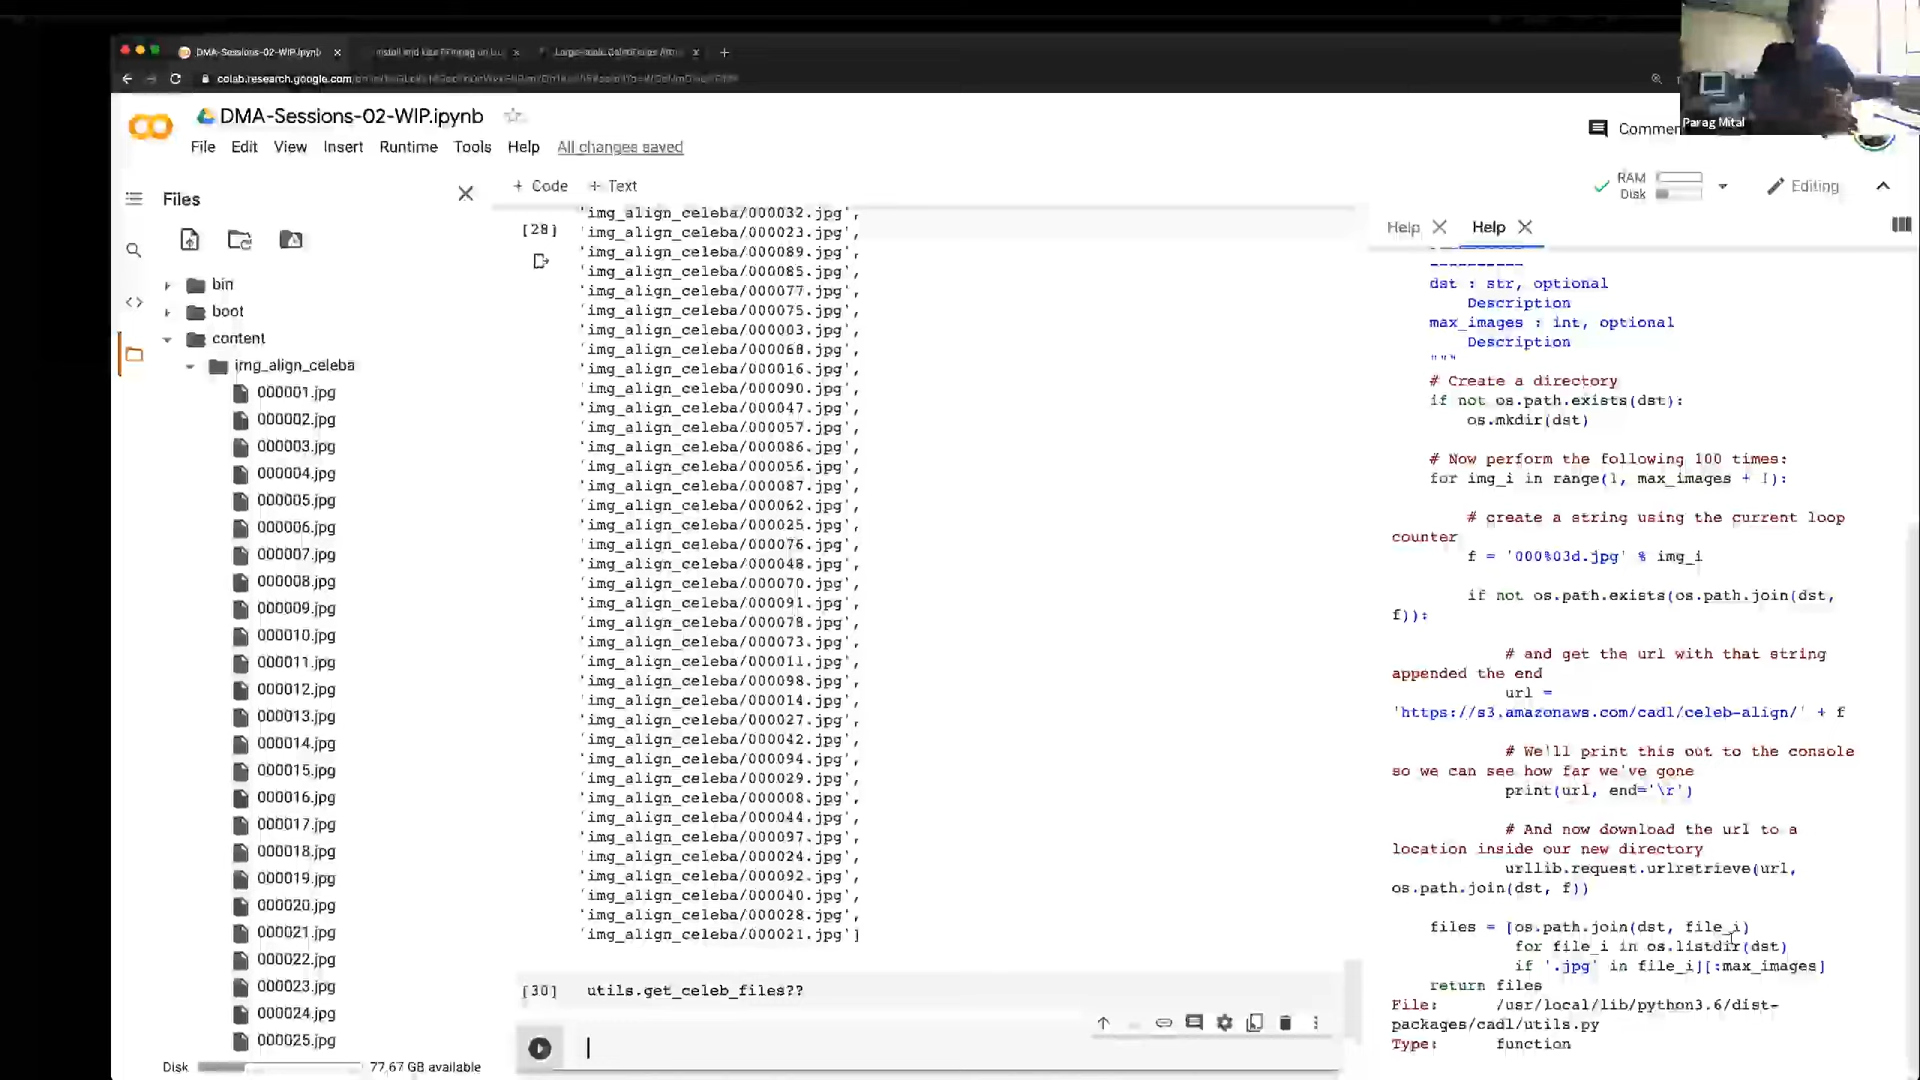 DMA-Sessions-02-WIP.ipynb
colab.research.google.com
DMA-Sessions-02-WIP.ipynb
File Edit View Insert Runtime Tools Help All changes saved
Parag Mital
Files
+ Code + Text
RAM
Disk
Editing
Help
Help
bin
boot
content
img_align_celeba
000001.jpg
000002.jpg
000003.jpg
000004.jpg
000005.jpg
000006.jpg
000007.jpg
000008.jpg
000009.jpg
000010.jpg
000011.jpg
000012.jpg
000013.jpg
000014.jpg
000015.jpg
000016.jpg
000017.jpg
000018.jpg
000019.jpg
000020.jpg
000021.jpg
000022.jpg
000023.jpg
000024.jpg
000025.jpg
Disk 77.67 GB available
'img_align_celeba/000032.jpg',
[28] 'img_align_celeba/000023.jpg',
'img_align_celeba/000089.jpg',
'img_align_celeba/000085.jpg',
'img_align_celeba/000077.jpg',
'img_align_celeba/000075.jpg',
'img_align_celeba/000003.jpg',
'img_align_celeba/000068.jpg',
'img_align_celeba/000016.jpg',
'img_align_celeba/000090.jpg',
'img_align_celeba/000047.jpg',
'img_align_celeba/000057.jpg',
'img_align_celeba/000086.jpg',
'img_align_celeba/000056.jpg',
'img_align_celeba/000087.jpg',
'img_align_celeba/000062.jpg',
'img_align_celeba/000025.jpg',
'img_align_celeba/000076.jpg',
'img_align_celeba/000048.jpg',
'img_align_celeba/000070.jpg',
'img_align_celeba/000091.jpg',
'img_align_celeba/000078.jpg',
'img_align_celeba/000073.jpg',
'img_align_celeba/000011.jpg',
'img_align_celeba/000098.jpg',
'img_align_celeba/000014.jpg',
'img_align_celeba/000027.jpg',
'img_align_celeba/000042.jpg',
'img_align_celeba/000094.jpg',
'img_align_celeba/000029.jpg',
'img_align_celeba/000008.jpg',
'img_align_celeba/000044.jpg',
'img_align_celeba/000097.jpg',
'img_align_celeba/000024.jpg',
'img_align_celeba/000092.jpg',
'img_align_celeba/000040.jpg',
'img_align_celeba/000028.jpg',
'img_align_celeba/000021.jpg']
[30] utils.get_celeb_files??
----------
dst : str, optional
Description
max_images : int, optional
Description
"""
# Create a directory
if not os.path.exists(dst):
os.mkdir(dst)
# Now perform the following 100 times:
for img_i in range(1, max_images + 1):
# create a string using the current loop
counter
f = '000%03d.jpg' % img_i
if not os.path.exists(os.path.join(dst,
f)):
# and get the url with that string
appended the end
url =
'https://s3.amazonaws.com/cadl/celeb-align/' + f
# We'll print this out to the console
so we can see how far we've gone
print(url, end='\r')
# And now download the url to a
location inside our new directory
urllib.request.urlretrieve(url,
os.path.join(dst, f))
files = [os.path.join(dst, file_i)
for file_i in os.listdir(dst)
if '.jpg' in file_i][:max_images]
return files
File: /usr/local/lib/python3.6/dist-
packages/cadl/utils.py
Type: function